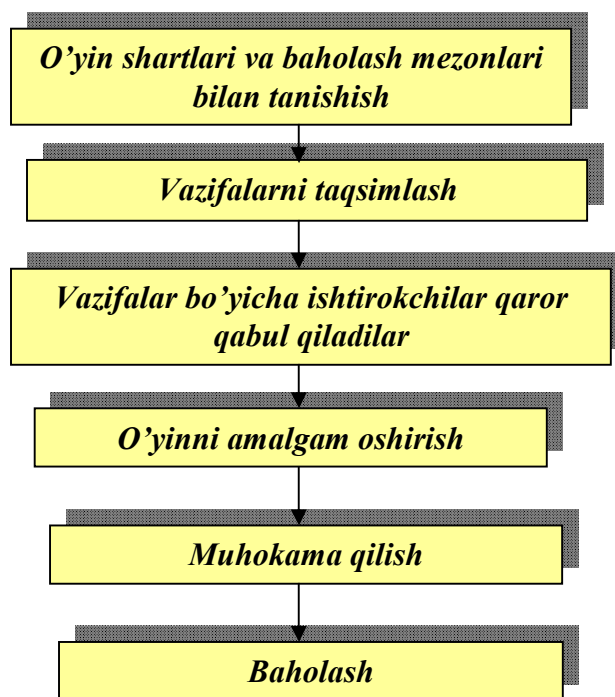 O’yin shartlari va baholash mezonlari
bilan tanishish
Vazifalarni taqsimlash
Vazifalar bo’yicha ishtirokchilar qaror
qabul qiladilar
O’yinni amalgam oshirish
Muhokama qilish
Baholash